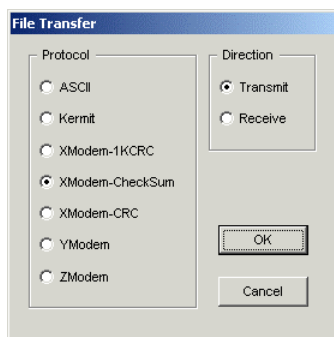 File Transfer
Protocol
ASCII
Kermit
XModem-1KCRC
XModem-CheckSum
XModem-CRC
YModem
ZModem
Direction
Transmit
Receive
OK
Cancel